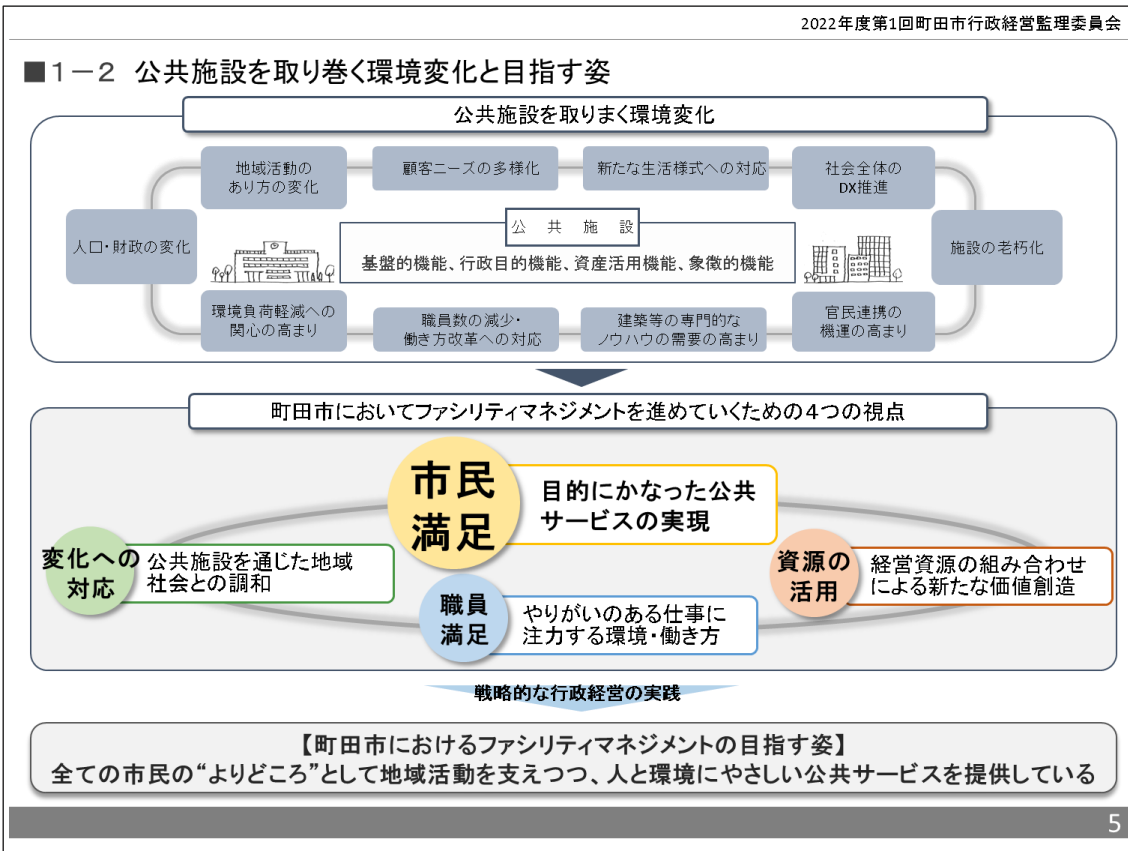 2022年度第1回町田市行政経営監理委員会
■1－2 公共施設を取り巻く環境変化と目指す姿
公共施設を取りまく環境変化
地域活動の
あり方の変化
顧客ニーズの多様化
新たな生活様式への対応
社会全体の
DX推進
人口・財政の変化
公共施設
基盤的機能、行政目的機能、資産活用機能、象徴的機能
施設の老朽化
環境負荷軽減への
関心の高まり
職員数の減少・
働き方改革への対応
建築等の専門的な
ノウハウの需要の高まり
官民連携の
機運の高まり
町田市においてファシリティマネジメントを進めていくための4つの視点
市民
満足
目的にかなった公共
サービスの実現
変化への
対応
公共施設を通じた地域
社会との調和
資源の
活用
経営資源の組み合わせ
による新たな価値創造
職員
満足
やりがいのある仕事に
注力する環境・働き方
戦略的な行政経営の実践
【町田市におけるファシリティマネジメントの目指す姿】
全ての市民の“よりどころ”として地域活動を支えつつ、人と環境にやさしい公共サービスを提供している
5